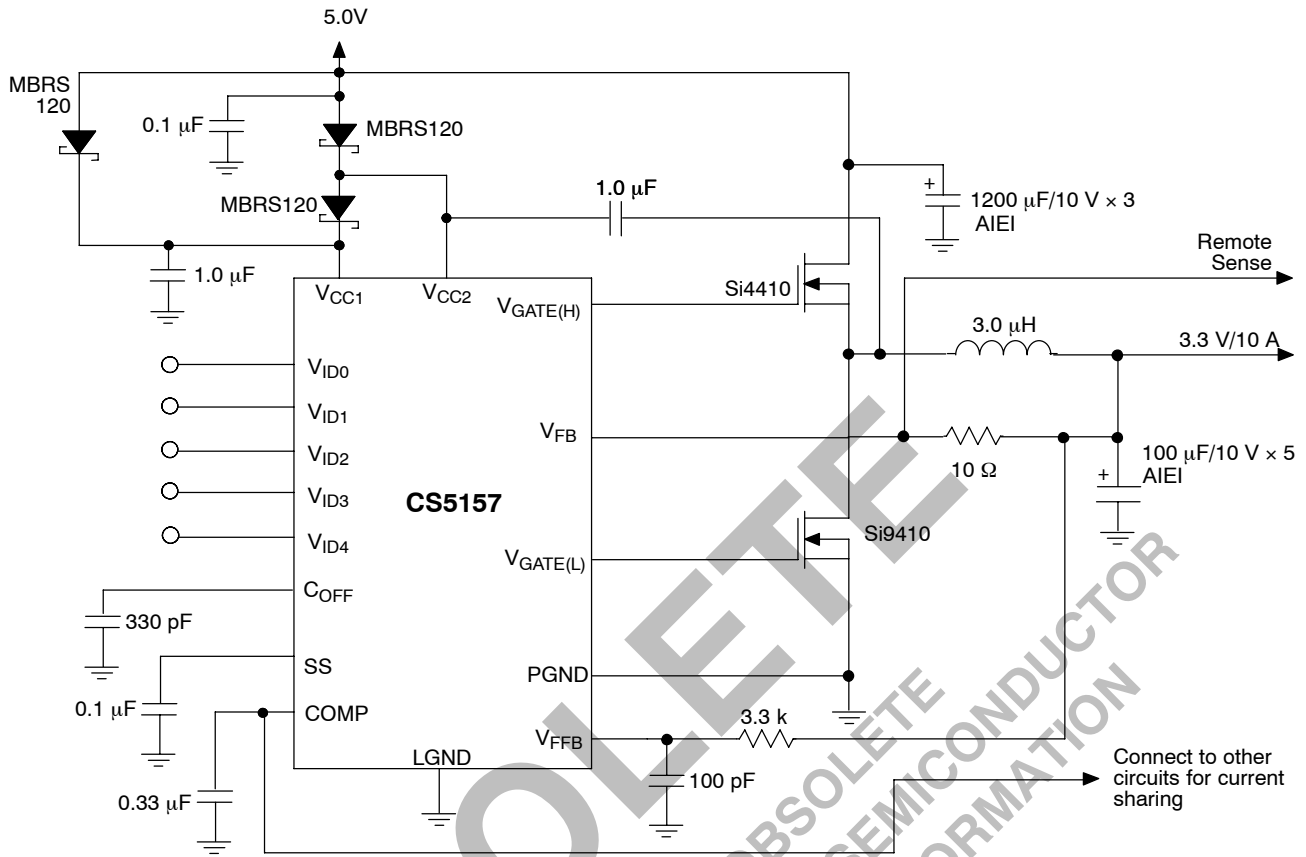 5.0V
MBRS
120
0.1 μF
MBRS120
MBRS120
1.0 μF
1.0 μF
1200 μF/10 V × 3
AIEI
+
Remote
Sense
VCC1
VCC2
VGATE(H)
Si4410
3.0 μH
3.3 V/10 A
VID0
VID1
VID2
VID3
VID4
VFB
10 Ω
100 μF/10 V × 5
AIEI
+
CS5157
VGATE(L)
Si9410
COFF
330 pF
SS
0.1 μF
COMP
0.33 μF
PGND
VFFB
3.3 k
100 pF
LGND
Connect to other
circuits for current
sharing
OLETE
OBSOLETE
SEMICONDUCTOR
ORMATION